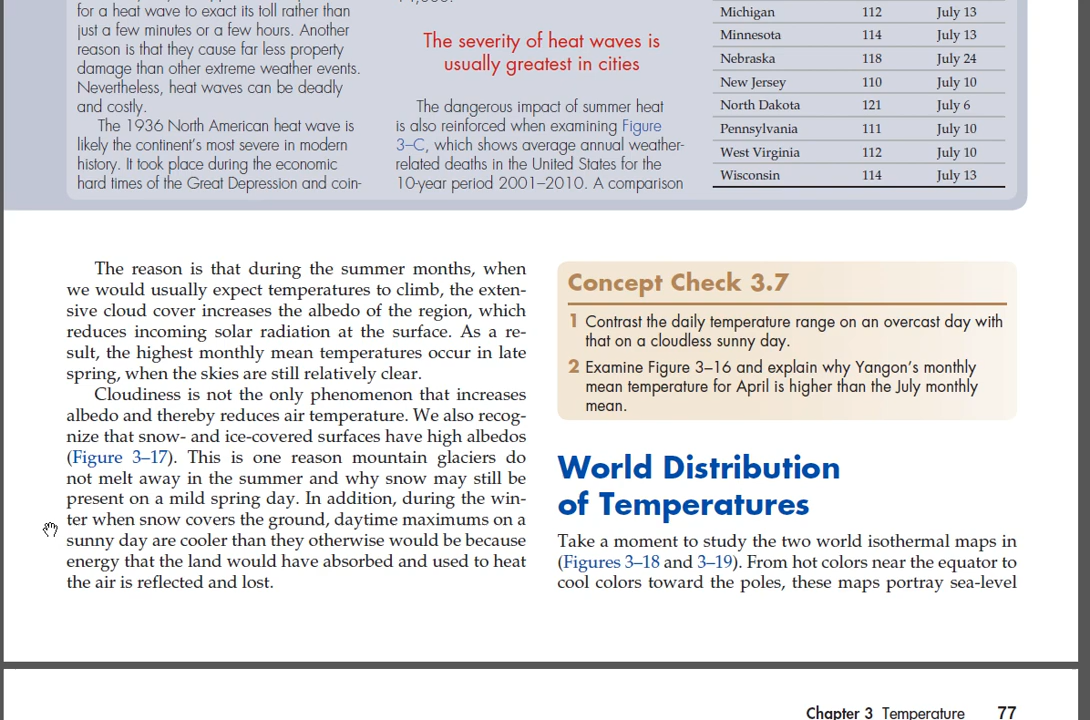 for a heat wave to exact its toll rather than
just a few minutes or a few hours. Another
reason is that they cause far less property
damage than other extreme weather events.
Nevertheless, heat waves can be deadly
and costly.
The 1936 North American heat wave is
likely the continent's most severe in modern
history. It took place during the economic
hard times of the Great Depression and coin-
The severity of heat waves is
usually greatest in cities
The dangerous impact of summer heat
is also reinforced when examining Figure
3–C, which shows average annual weather-
related deaths in the United States for the
10-year period 2001–2010. A comparison
Michigan 112 July 13
Minnesota 114 July 13
Nebraska 118 July 24
New Jersey 110 July 10
North Dakota 121 July 6
Pennsylvania 111 July 10
West Virginia 112 July 10
Wisconsin 114 July 13
The reason is that during the summer months, when
we would usually expect temperatures to climb, the exten-
sive cloud cover increases the albedo of the region, which
reduces incoming solar radiation at the surface. As a re-
sult, the highest monthly mean temperatures occur in late
spring, when the skies are still relatively clear.
Cloudiness is not the only phenomenon that increases
albedo and thereby reduces air temperature. We also recog-
nize that snow- and ice-covered surfaces have high albedos
(Figure 3–17). This is one reason mountain glaciers do
not melt away in the summer and why snow may still be
present on a mild spring day. In addition, during the win-
ter when snow covers the ground, daytime maximums on a
sunny day are cooler than they otherwise would be because
energy that the land would have absorbed and used to heat
the air is reflected and lost.
Concept Check 3.7
1 Contrast the daily temperature range on an overcast day with
that on a cloudless sunny day.
2 Examine Figure 3–16 and explain why Yangon's monthly
mean temperature for April is higher than the July monthly
mean.
World Distribution
of Temperatures
Take a moment to study the two world isothermal maps in
(Figures 3–18 and 3–19). From hot colors near the equator to
cool colors toward the poles, these maps portray sea-level
Chapter 3 Temperature 77